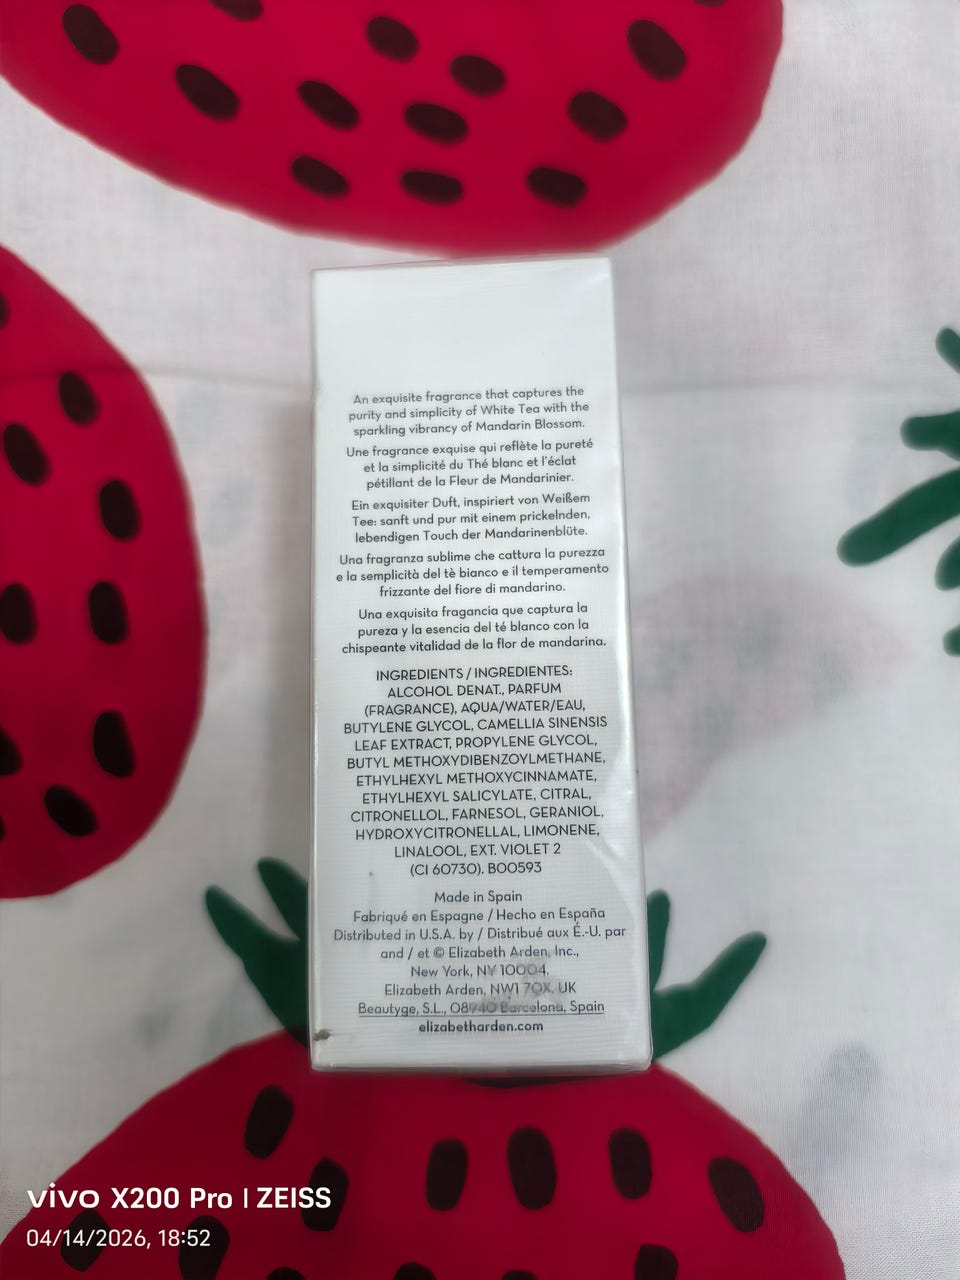 An exquisite fragrance that captures the
purity and simplicity of White Tea with the
sparkling vibrancy of Mandarin Blossom.
Une fragrance exquise qui reflète la pureté
et la simplicité du Thé blanc et l'éclat
pétillant de la Fleur de Mandarinier.
Ein exquisiter Duft, inspiriert von Weißem
Tee: sanft und pur mit einem prickelnden,
lebendigen Touch der Mandarinenblüte.
Una fragranza sublime che cattura la purezza
e la semplicità del tè bianco e il temperamento
frizzante del fiore di mandarino.
Una exquisita fragancia que captura la
pureza y la esencia del té blanco con la
chispeante vitalidad de la flor de mandarina.
INGREDIENTS / INGREDIENTES:
ALCOHOL DENAT., PARFUM
(FRAGRANCE), AQUA/WATER/EAU,
BUTYLENE GLYCOL, CAMELLIA SINENSIS
LEAF EXTRACT, PROPYLENE GLYCOL,
BUTYL METHOXYDIBENZOYLMETHANE,
ETHYLHEXYL METHOXYCINNAMATE,
ETHYLHEXYL SALICYLATE, CITRAL,
CITRONELLOL, FARNESOL, GERANIOL,
HYDROXYCITRONELLAL, LIMONENE,
LINALOOL, EXT. VIOLET 2
(CI 60730). B00593
Made in Spain
Fabriqué en Espagne / Hecho en España
Distributed in U.S.A. by / Distribué aux É.-U. par
and / et © Elizabeth Arden, Inc.,
New York, NY 10004.
Elizabeth Arden, NW1 7QX, UK
Beautyge, S.L., 08940 Barcelona, Spain
elizabetharden.com
vivo X200 Pro | ZEISS
04/14/2026, 18:52